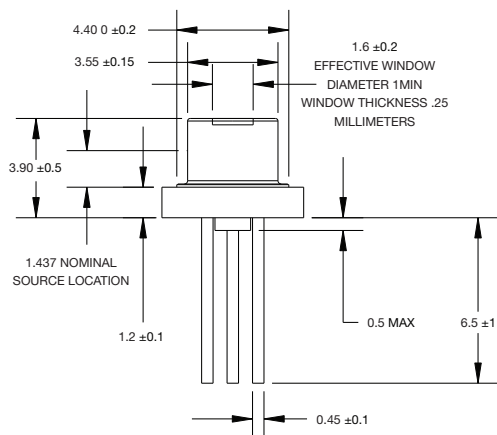 4.40 0 ±0.2
3.55 ±0.15
1.6 ±0.2
EFFECTIVE WINDOW
DIAMETER 1MIN
WINDOW THICKNESS .25
MILLIMETERS
3.90 ±0.5
1.437 NOMINAL
SOURCE LOCATION
1.2 ±0.1
0.5 MAX
6.5 ±1
0.45 ±0.1